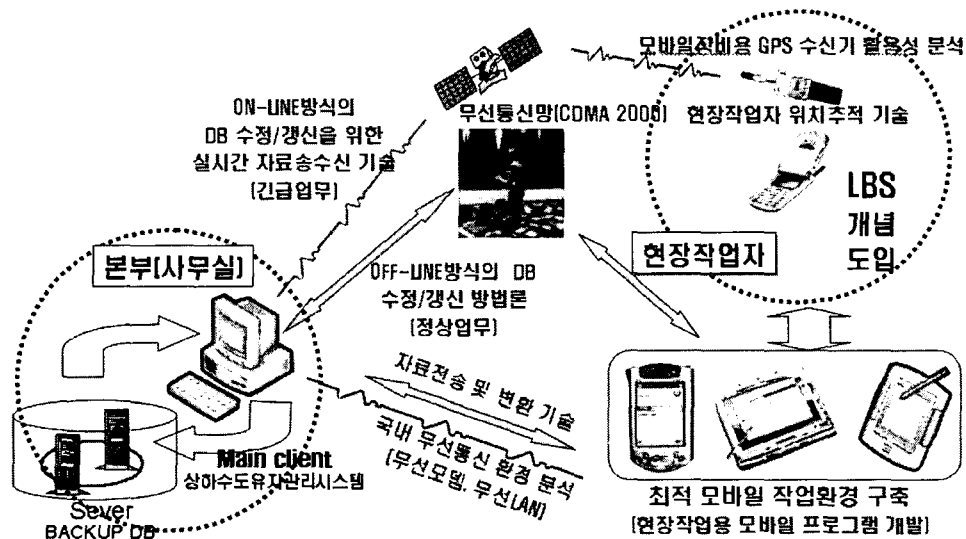 모바일장비용 GPS 수신기 활용성 분석
ON-LINE방식의
DB 수정/갱신을 위한
실시간 자료송수신 기술
(긴급업무)
무선통신망(CDMA 2000)
현장작업자 위치추적 기술
LBS
개념
도입
현장작업자
본부(사무실)
OFF-LINE방식의 DB
수정/갱신 방법론
(정상업무)
자료전송 및 변환 기술
국내 무선통신 환경 분석
(무선모뎀, 무선LAN)
Main client
상하수도유지관리시스템
Sever
BACKUP DB
최적 모바일 작업환경 구축
(현장작업용 모바일 프로그램 개발)